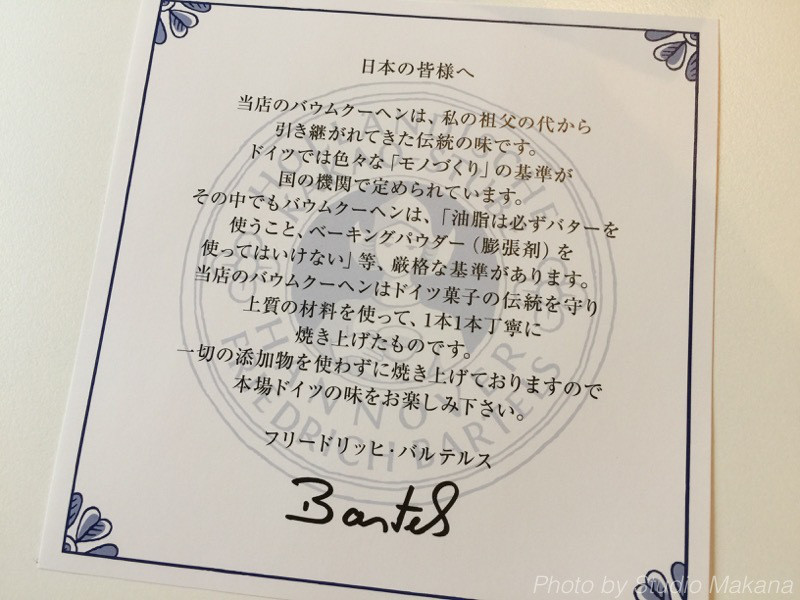 日本の皆様へ
当店のバウムクーヘンは、私の祖父の代から
引き継がれてきた伝統の味です。
ドイツでは色々な「モノづくり」の基準が
国の機関で定められています。
その中でもバウムクーヘンは、「油脂は必ずバターを
使うこと、ベーキングパウダー(膨張剤)を
使ってはいけない」等、厳格な基準があります。
当店のバウムクーヘンはドイツ菓子の伝統を守り
上質の材料を使って、1本1本丁寧に
焼き上げたものです。
一切の添加物を使わずに焼き上げておりますので
本場ドイツの味をお楽しみ下さい。
フリードリッヒ・バルテルス
Bartels
HANNOVER
FRIEDRICH BARTELS
Photo by Studio Makana